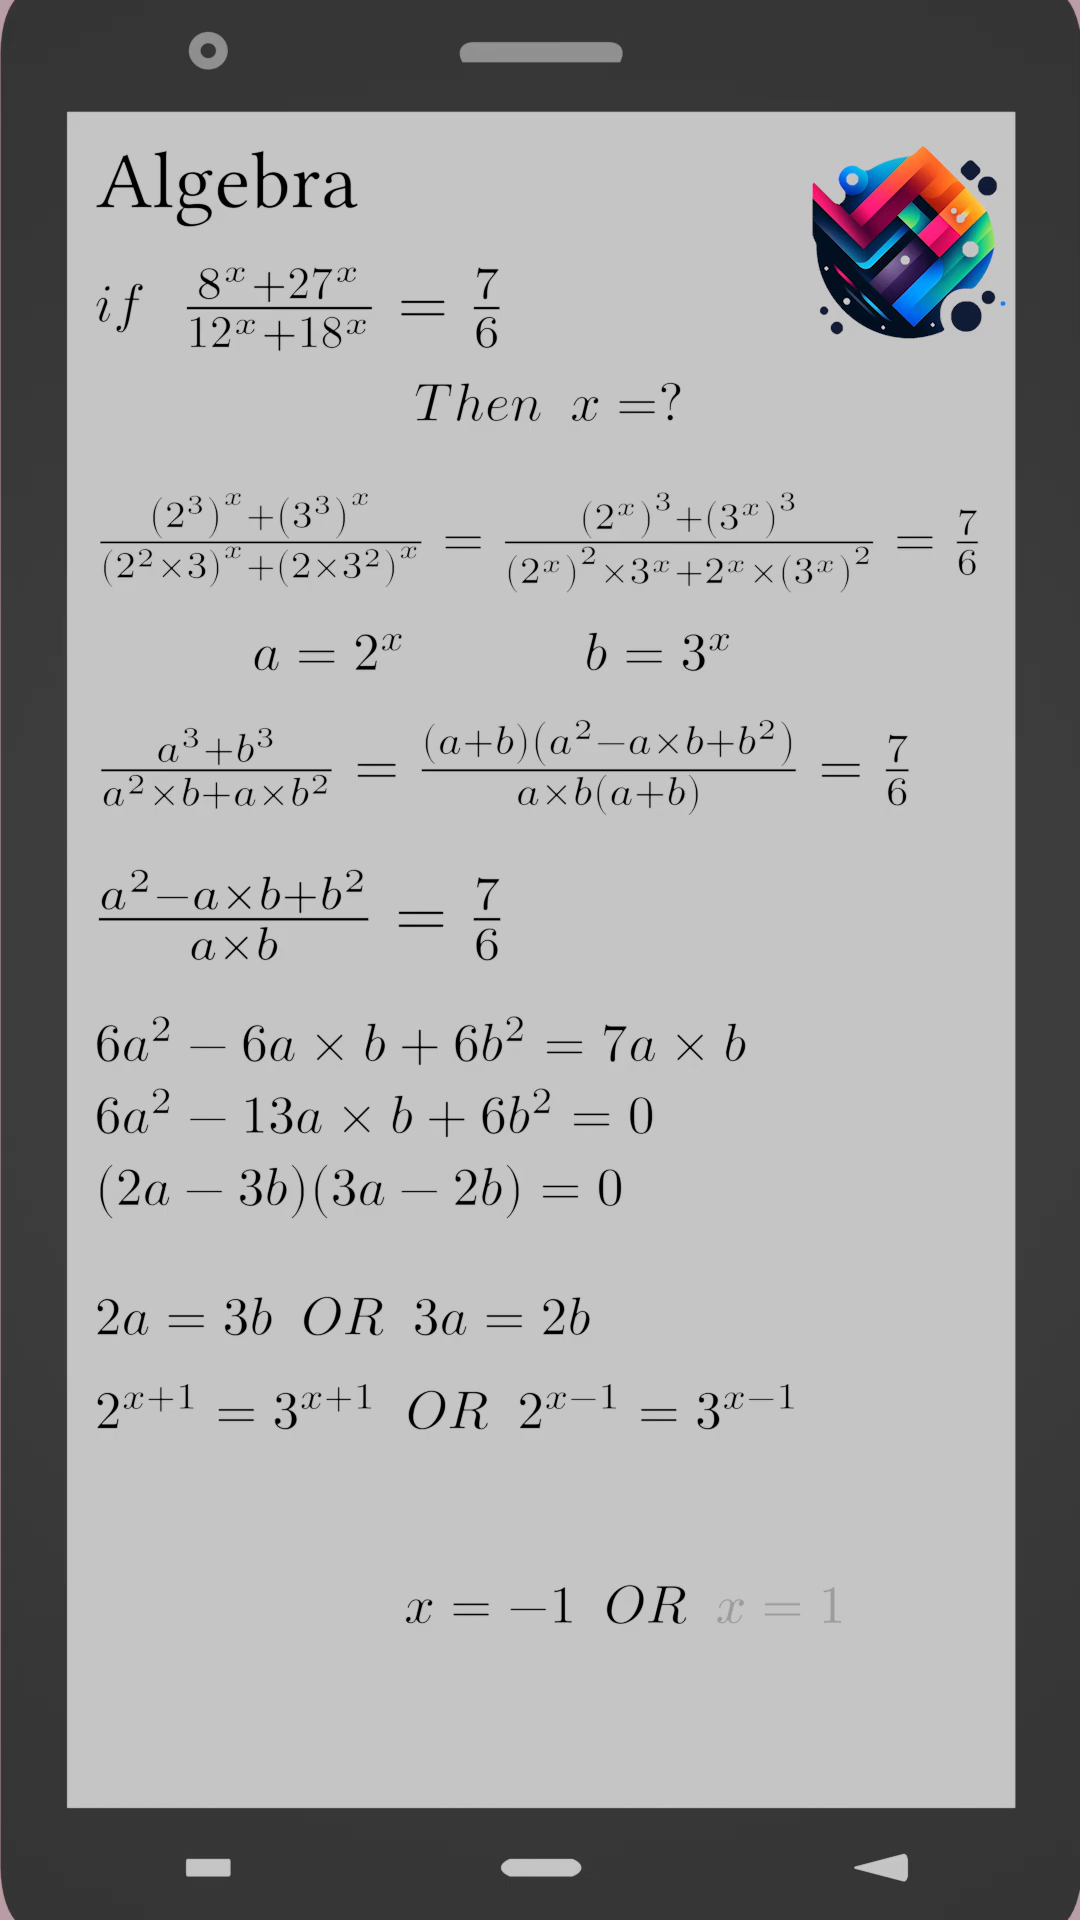 Algebra
if (8^x+27^x)/(12^x+18^x) = 7/6
Then x =?
((2^3)^x+(3^3)^x)/((2^2×3)^x+(2×3^2)^x) = ((2^x)^3+(3^x)^3)/((2^x)^2×3^x+2^x×(3^x)^2) = 7/6
a = 2^x b = 3^x
(a^3+b^3)/(a^2×b+a×b^2) = ((a+b)(a^2−a×b+b^2))/(a×b(a+b)) = 7/6
(a^2−a×b+b^2)/(a×b) = 7/6
6a^2 − 6a × b + 6b^2 = 7a × b
6a^2 − 13a × b + 6b^2 = 0
(2a − 3b)(3a − 2b) = 0
2a = 3b OR 3a = 2b
2^{x+1} = 3^{x+1} OR 2^{x−1} = 3^{x−1}
x = −1 OR x = 1